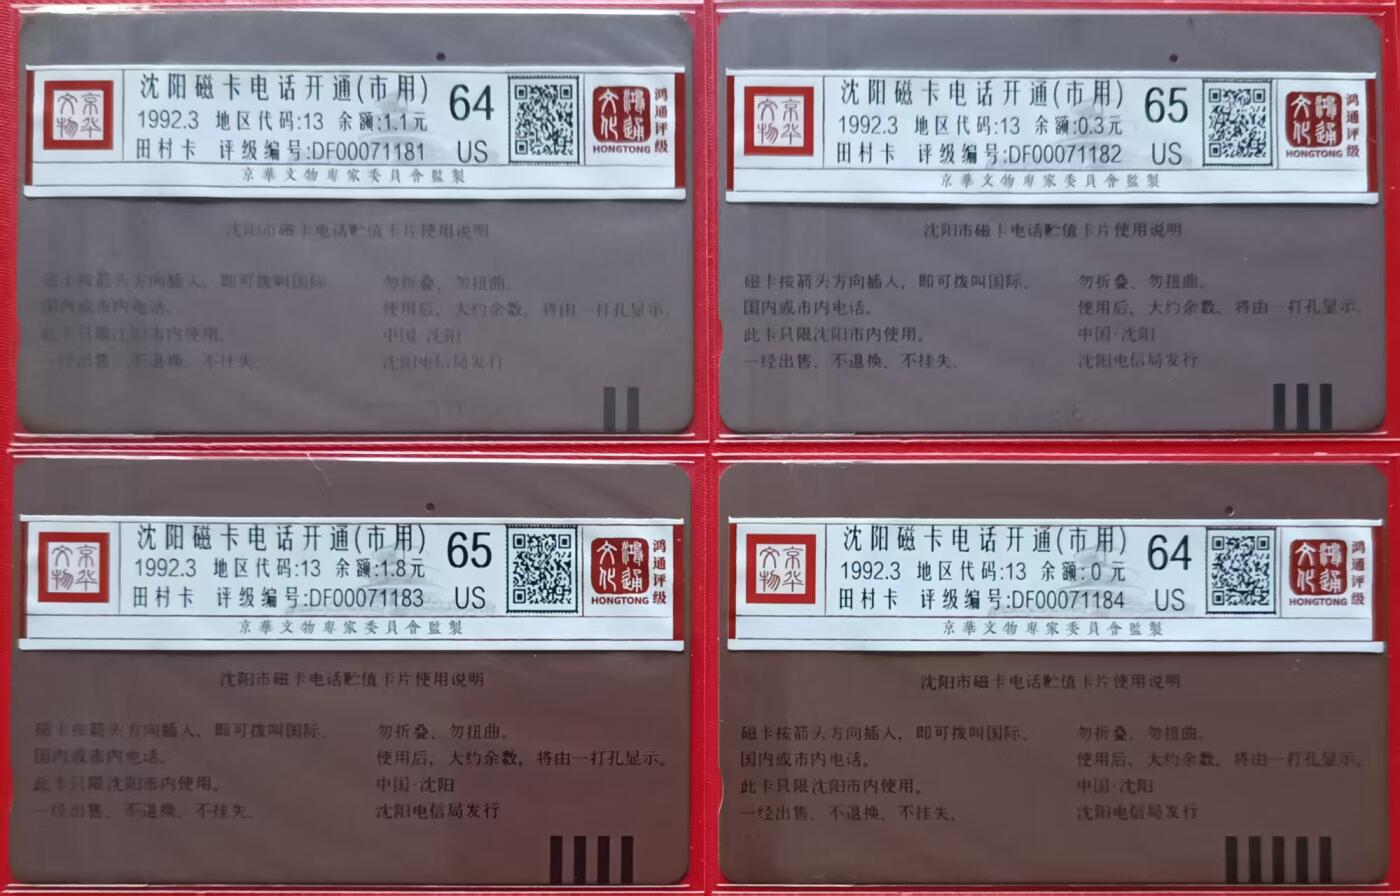 京华文物
沈阳磁卡电话开通(市用)
1992.3 地区代码:13 余额:1.1元
田村卡 评级编号:DF00071181
64
US
鸿通文化
HONGTONG
鸿通评级
京華文物專家委員會監製
沈阳市磁卡电话贮值卡片使用说明
磁卡按箭头方向插入，即可拨叫国际、
国内或市内电话。
此卡只限沈阳市内使用。
一经出售、不退换、不挂失。
勿折叠、勿扭曲。
使用后，大约余数，将由一打孔显示。
中国·沈阳
沈阳电信局发行
京华文物
沈阳磁卡电话开通(市用)
1992.3 地区代码:13 余额:0.3元
田村卡 评级编号:DF00071182
65
US
鸿通文化
HONGTONG
鸿通评级
京華文物專家委員會監製
沈阳市磁卡电话贮值卡片使用说明
磁卡按箭头方向插入，即可拨叫国际、
国内或市内电话。
此卡只限沈阳市内使用。
一经出售、不退换、不挂失。
勿折叠、勿扭曲。
使用后，大约余数，将由一打孔显示。
中国·沈阳
沈阳电信局发行
京华文物
沈阳磁卡电话开通(市用)
1992.3 地区代码:13 余额:1.8元
田村卡 评级编号:DF00071183
65
US
鸿通文化
HONGTONG
鸿通评级
京華文物專家委員會監製
沈阳市磁卡电话贮值卡片使用说明
磁卡按箭头方向插入，即可拨叫国际、
国内或市内电话。
此卡只限沈阳市内使用。
一经出售、不退换、不挂失。
勿折叠、勿扭曲。
使用后，大约余数，将由一打孔显示。
中国·沈阳
沈阳电信局发行
京华文物
沈阳磁卡电话开通(市用)
1992.3 地区代码:13 余额:0 元
田村卡 评级编号:DF00071184
64
US
鸿通文化
HONGTONG
鸿通评级
京華文物專家委員會監製
沈阳市磁卡电话贮值卡片使用说明
磁卡按箭头方向插入，即可拨叫国际、
国内或市内电话。
此卡只限沈阳市内使用。
一经出售、不退换、不挂失。
勿折叠、勿扭曲。
使用后，大约余数，将由一打孔显示。
中国·沈阳
沈阳电信局发行